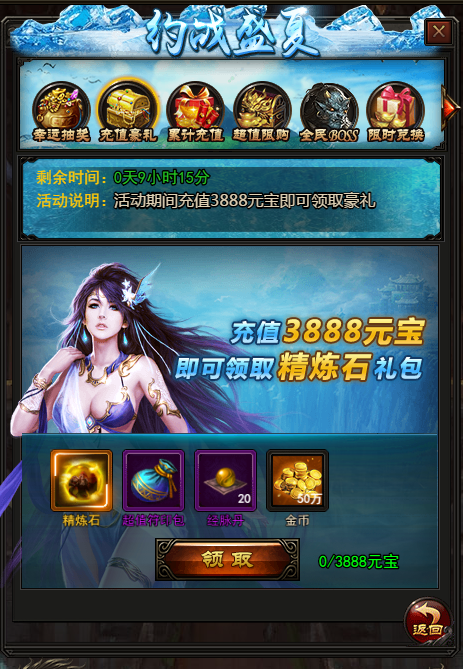 约战盛夏
幸运抽奖 充值豪礼 累计充值 超值限购 全民BOSS 限时兑换
剩余时间：0天9小时15分
活动说明：活动期间充值3888元宝即可领取豪礼
充值3888元宝
即可领取精炼石礼包
20 50万
精炼石 超值符印包 经脉丹 金币
领取 0/3888元宝
返回